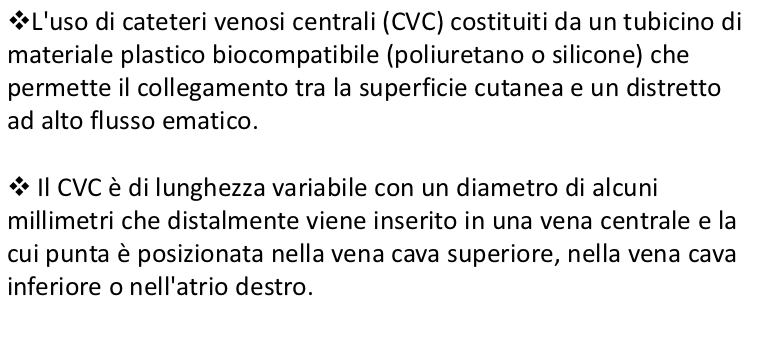 ❖L'uso di cateteri venosi centrali (CVC) costituiti da un tubicino di
materiale plastico biocompatibile (poliuretano o silicone) che
permette il collegamento tra la superficie cutanea e un distretto
ad alto flusso ematico.
❖ Il CVC è di lunghezza variabile con un diametro di alcuni
millimetri che distalmente viene inserito in una vena centrale e la
cui punta è posizionata nella vena cava superiore, nella vena cava
inferiore o nell'atrio destro.